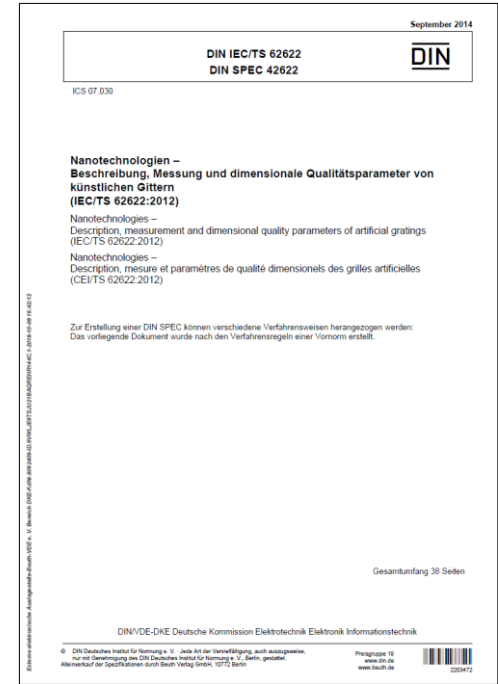 September 2014
DIN IEC/TS 62622
DIN SPEC 42622
DIN
ICS 07.030
Nanotechnologien –
Beschreibung, Messung und dimensionale Qualitätsparameter von
künstlichen Gittern
(IEC/TS 62622:2012)
Nanotechnologies –
Description, measurement and dimensional quality parameters of artificial gratings
(IEC/TS 62622:2012)
Nanotechnologies –
Description, mesure et paramètres de qualité dimensionels des grilles artificielles
(CEI/TS 62622:2012)
Zur Erstellung einer DIN SPEC können verschiedene Verfahrensweisen herangezogen werden:
Das vorliegende Dokument wurde nach den Verfahrensregeln einer Vornorm erstellt.
Gesamtumfang 38 Seiten
DIN/VDE-DKE Deutsche Kommission Elektrotechnik Elektronik Informationstechnik
© DIN Deutsches Institut für Normung e. V. · Jede Art der Vervielfältigung, auch auszugsweise,
nur mit Genehmigung des DIN Deutsches Institut für Normung e. V., Berlin, gestattet.
Alleinverkauf der Spezifikationen durch Beuth Verlag GmbH, 10772 Berlin
Preisgruppe 10
www.din.de
www.beuth.de
2203472